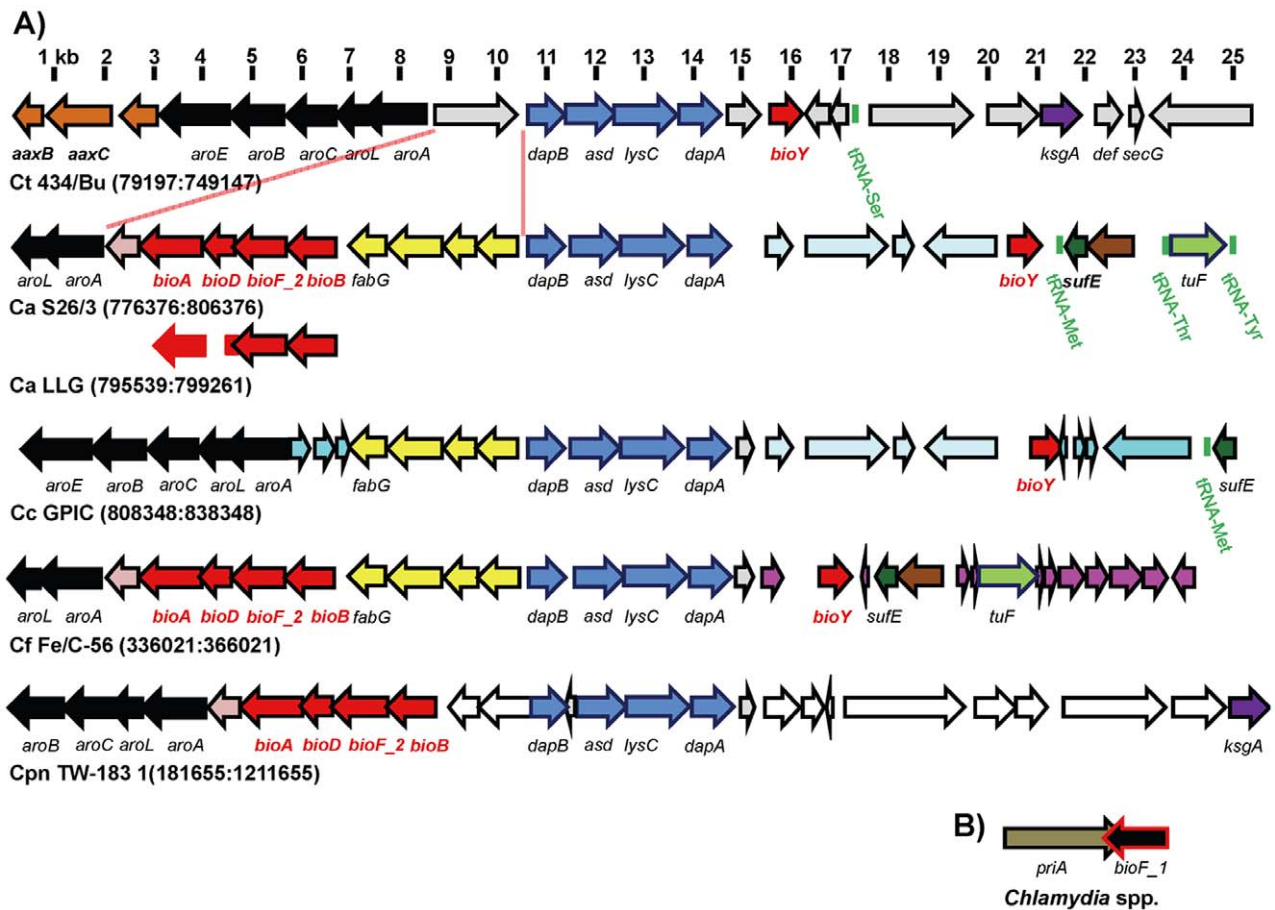 A)
1 kb 2 3 4 5 6 7 8 9 10 11 12 13 14 15 16 17 18 19 20 21 22 23 24 25
aaxB aaxC aroE aroB aroC aroL aroA dapB asd lysC dapA bioY tRNA-Ser ksgA def secG
Ct 434/Bu (79197:749147)
aroL aroA bioA bioD bioF_2 bioB fabG dapB asd lysC dapA bioY tRNA-Met sufE tRNA-Thr tuF tRNA-Tyr
Ca S26/3 (776376:806376)
Ca LLG (795539:799261)
aroE aroB aroC aroL aroA fabG dapB asd lysC dapA bioY tRNA-Met sufE
Cc GPIC (808348:838348)
aroL aroA bioA bioD bioF_2 bioB fabG dapB asd lysC dapA bioY sufE tuF
Cf Fe/C-56 (336021:366021)
aroB aroC aroL aroA bioA bioD bioF_2 bioB dapB asd lysC dapA ksgA
Cpn TW-183 1(181655:1211655)
B)
priA bioF_1
Chlamydia spp.